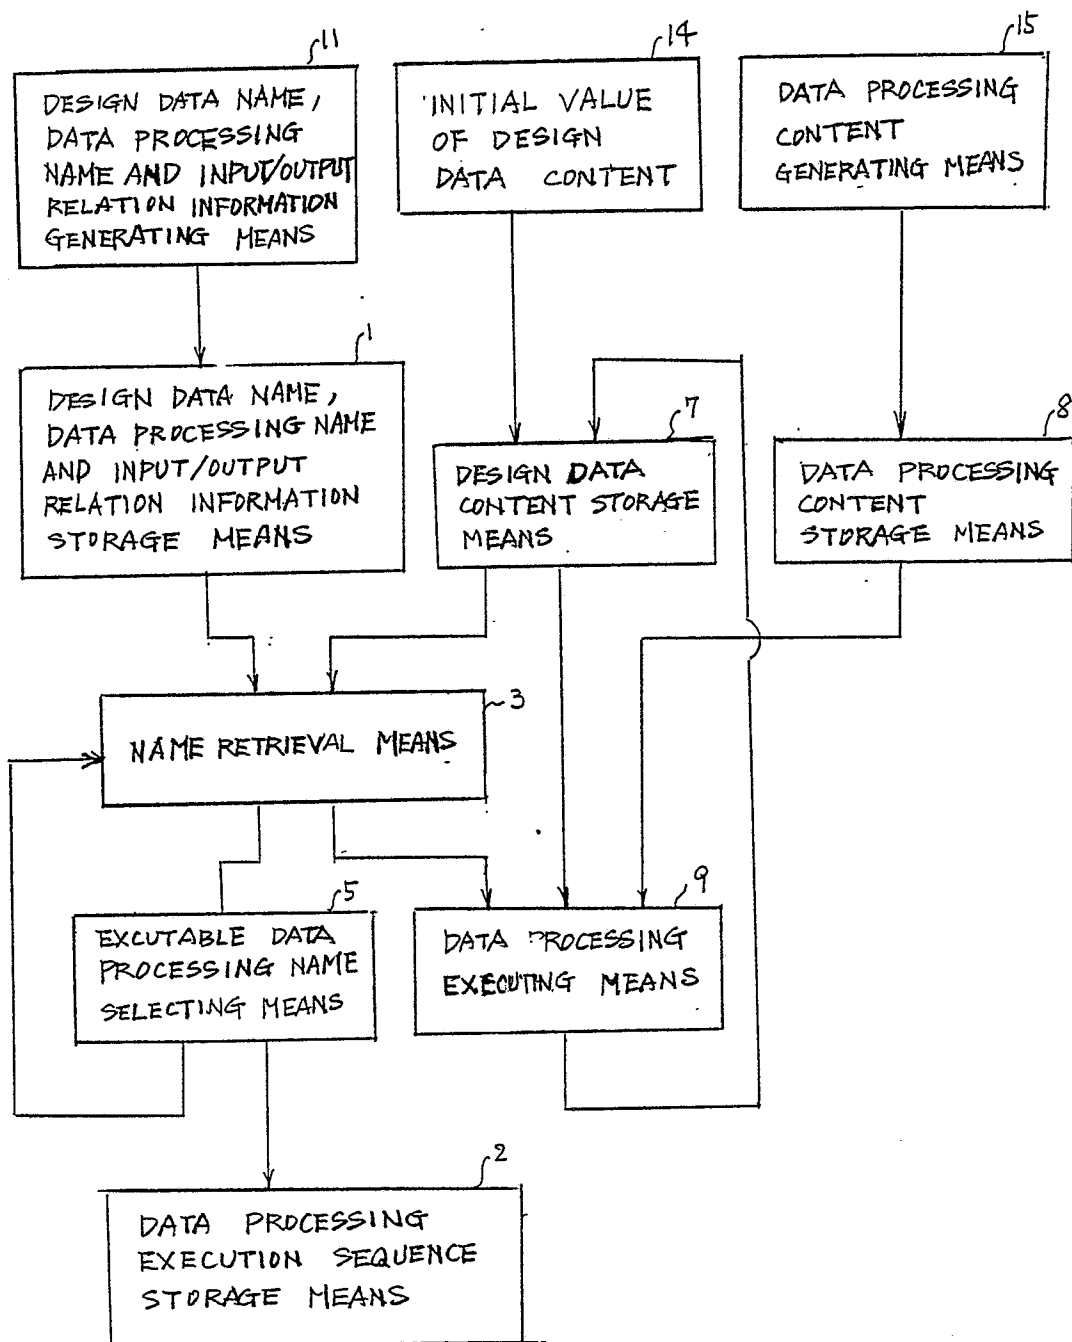 11
DESIGN DATA NAME,
DATA PROCESSING
NAME AND INPUT/OUTPUT
RELATION INFORMATION
GENERATING MEANS
14
INITIAL VALUE
OF DESIGN
DATA CONTENT
15
DATA PROCESSING
CONTENT
GENERATING MEANS
1
DESIGN DATA NAME,
DATA PROCESSING NAME
AND INPUT/OUTPUT
RELATION INFORMATION
STORAGE MEANS
7
DESIGN DATA
CONTENT STORAGE
MEANS
8
DATA PROCESSING
CONTENT
STORAGE MEANS
3
NAME RETRIEVAL MEANS
5
EXCUTABLE DATA
PROCESSING NAME
SELECTING MEANS
9
DATA PROCESSING
EXECUTING MEANS
2
DATA PROCESSING
EXECUTION SEQUENCE
STORAGE MEANS